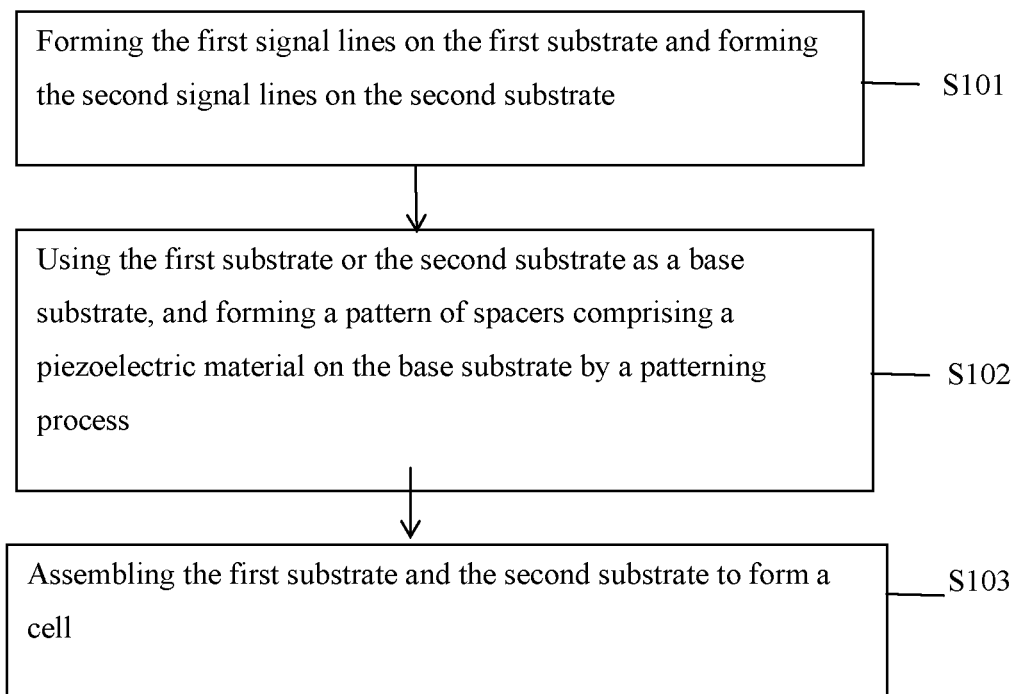 Forming the first signal lines on the first substrate and forming
the second signal lines on the second substrate
S101
Using the first substrate or the second substrate as a base
substrate, and forming a pattern of spacers comprising a
piezoelectric material on the base substrate by a patterning
process
S102
Assembling the first substrate and the second substrate to form a
cell
S103